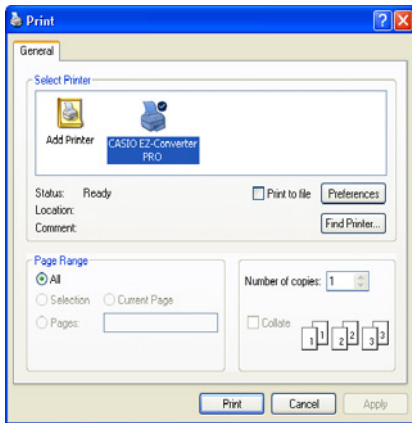 Print
General
Select Printer
Add Printer
CASIO EZ-Converter
PRO
Status: Ready
Location:
Comment:
Print to file
Preferences
Find Printer...
Page Range
All
Selection Current Page
Pages:
Number of copies: 1
Collate
1 1 2 2 3 3
Print Cancel Apply